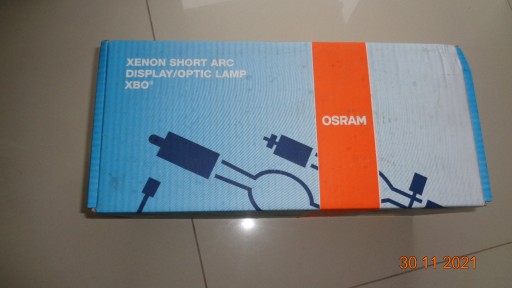 XENON SHORT ARC
DISPLAY/OPTIC LAMP
XBO®
OSRAM
30 11 2021